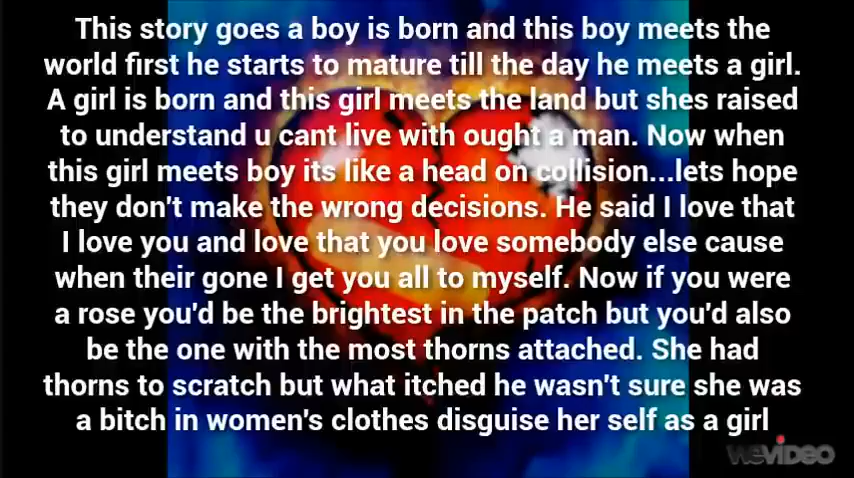 This story goes a boy is born and this boy meets the
world first he starts to mature till the day he meets a girl.
A girl is born and this girl meets the land but shes raised
to understand u cant live with ought a man. Now when
this girl meets boy its like a head on collision...lets hope
they don't make the wrong decisions. He said I love that
I love you and love that you love somebody else cause
when their gone I get you all to myself. Now if you were
a rose you'd be the brightest in the patch but you'd also
be the one with the most thorns attached. She had
thorns to scratch but what itched he wasn't sure she was
a bitch in women's clothes disguise her self as a girl
WEVIDEO